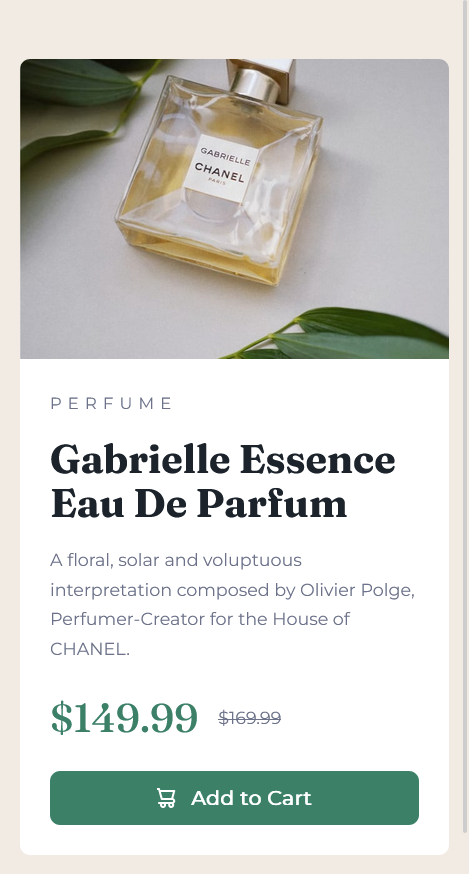 GABRIELLE
CHANEL
PARIS
PERFUME
Gabrielle Essence
Eau De Parfum
A floral, solar and voluptuous
interpretation composed by Olivier Polge,
Perfumer-Creator for the House of
CHANEL.
$149.99 $169.99
Add to Cart